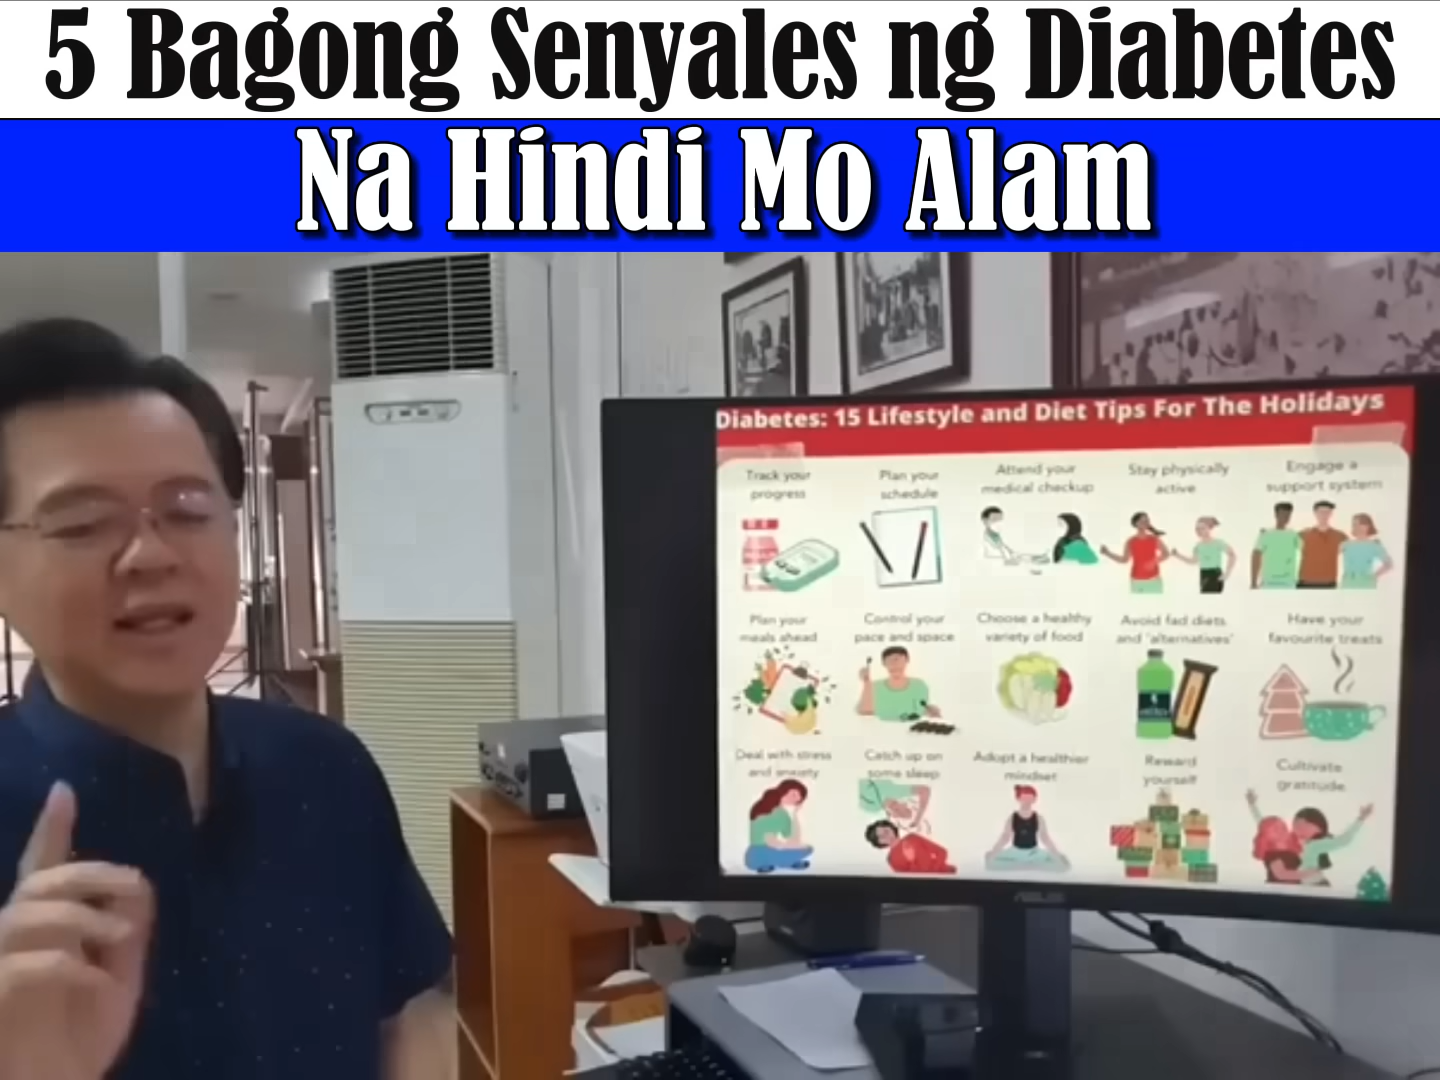 5 Bagong Senyales ng Diabetes
Na Hindi Mo Alam
Diabetes: 15 Lifestyle and Diet Tips For The Holidays
Track your
progress
Plan your
schedule
Attend your
medical checkup
Stay physically
active
Engage a
support system
Plan your
meals ahead
Control your
pace and space
Choose a healthy
variety of food
Avoid fad diets
and 'alternatives'
Have your
favourite treats
Deal with stress
and anxiety
Catch up on
some sleep
Adopt a healthier
mindset
Reward
yourself
Cultivate
gratitude
ASUS